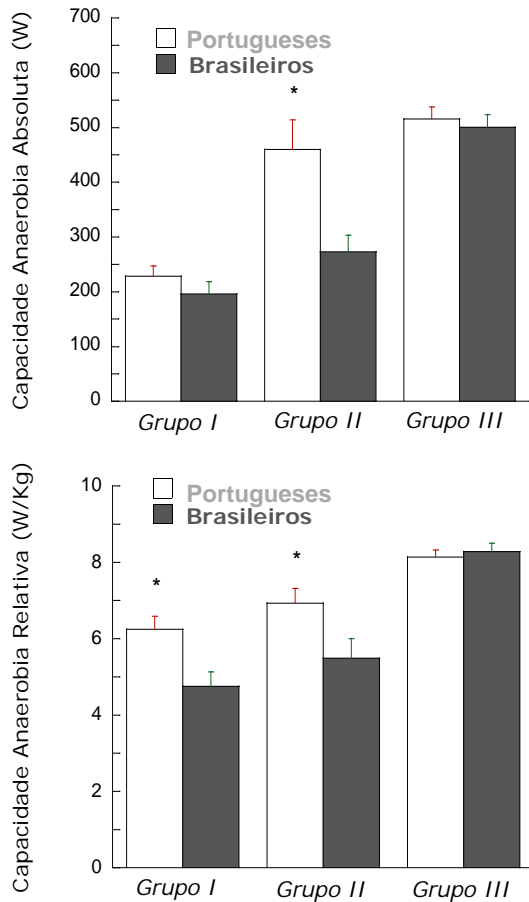 Capacidade Anaerobia Absoluta (W)
700
600
500
400
300
200
100
0
Portugueses
Brasileiros
*
Grupo I
Grupo II
Grupo III
Capacidade Anaerobia Relativa (W/Kg)
10
8
6
4
2
0
Portugueses
Brasileiros
*
*
Grupo I
Grupo II
Grupo III